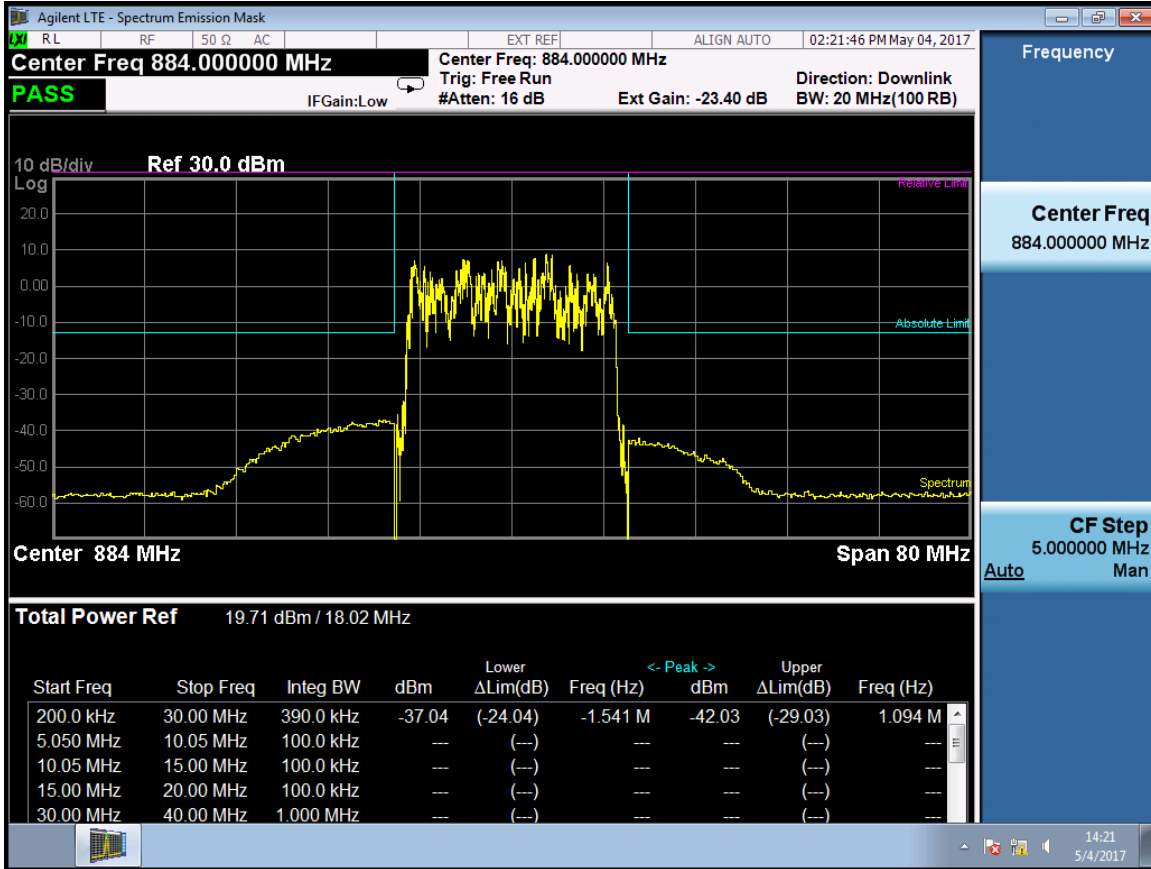 Agilent LTE - Spectrum Emission Mask
LXI RL RF 50 Ω AC EXT REF ALIGN AUTO 02:21:46 PM May 04, 2017
Center Freq 884.000000 MHz Center Freq: 884.000000 MHz
Trig: Free Run Direction: Downlink
PASS IFGain:Low #Atten: 16 dB Ext Gain: -23.40 dB BW: 20 MHz(100 RB)
Frequency
10 dB/div Ref 30.0 dBm
Log
Relative Limit
20.0
10.0
0.00
-10.0
Absolute Limit
-20.0
-30.0
-40.0
-50.0
Spectrum
-60.0
Center 884 MHz Span 80 MHz
Center Freq
884.000000 MHz
CF Step
5.000000 MHz
Auto Man
Total Power Ref 19.71 dBm / 18.02 MHz
Lower <- Peak -> Upper
Start Freq Stop Freq Integ BW dBm ΔLim(dB) Freq (Hz) dBm ΔLim(dB) Freq (Hz)
200.0 kHz 30.00 MHz 390.0 kHz -37.04 (-24.04) -1.541 M -42.03 (-29.03) 1.094 M
5.050 MHz 10.05 MHz 100.0 kHz --- (---) --- --- (---) ---
10.05 MHz 15.00 MHz 100.0 kHz --- (---) --- --- (---) ---
15.00 MHz 20.00 MHz 100.0 kHz --- (---) --- --- (---) ---
30.00 MHz 40.00 MHz 1.000 MHz --- (---) --- --- (---) ---
14:21
5/4/2017